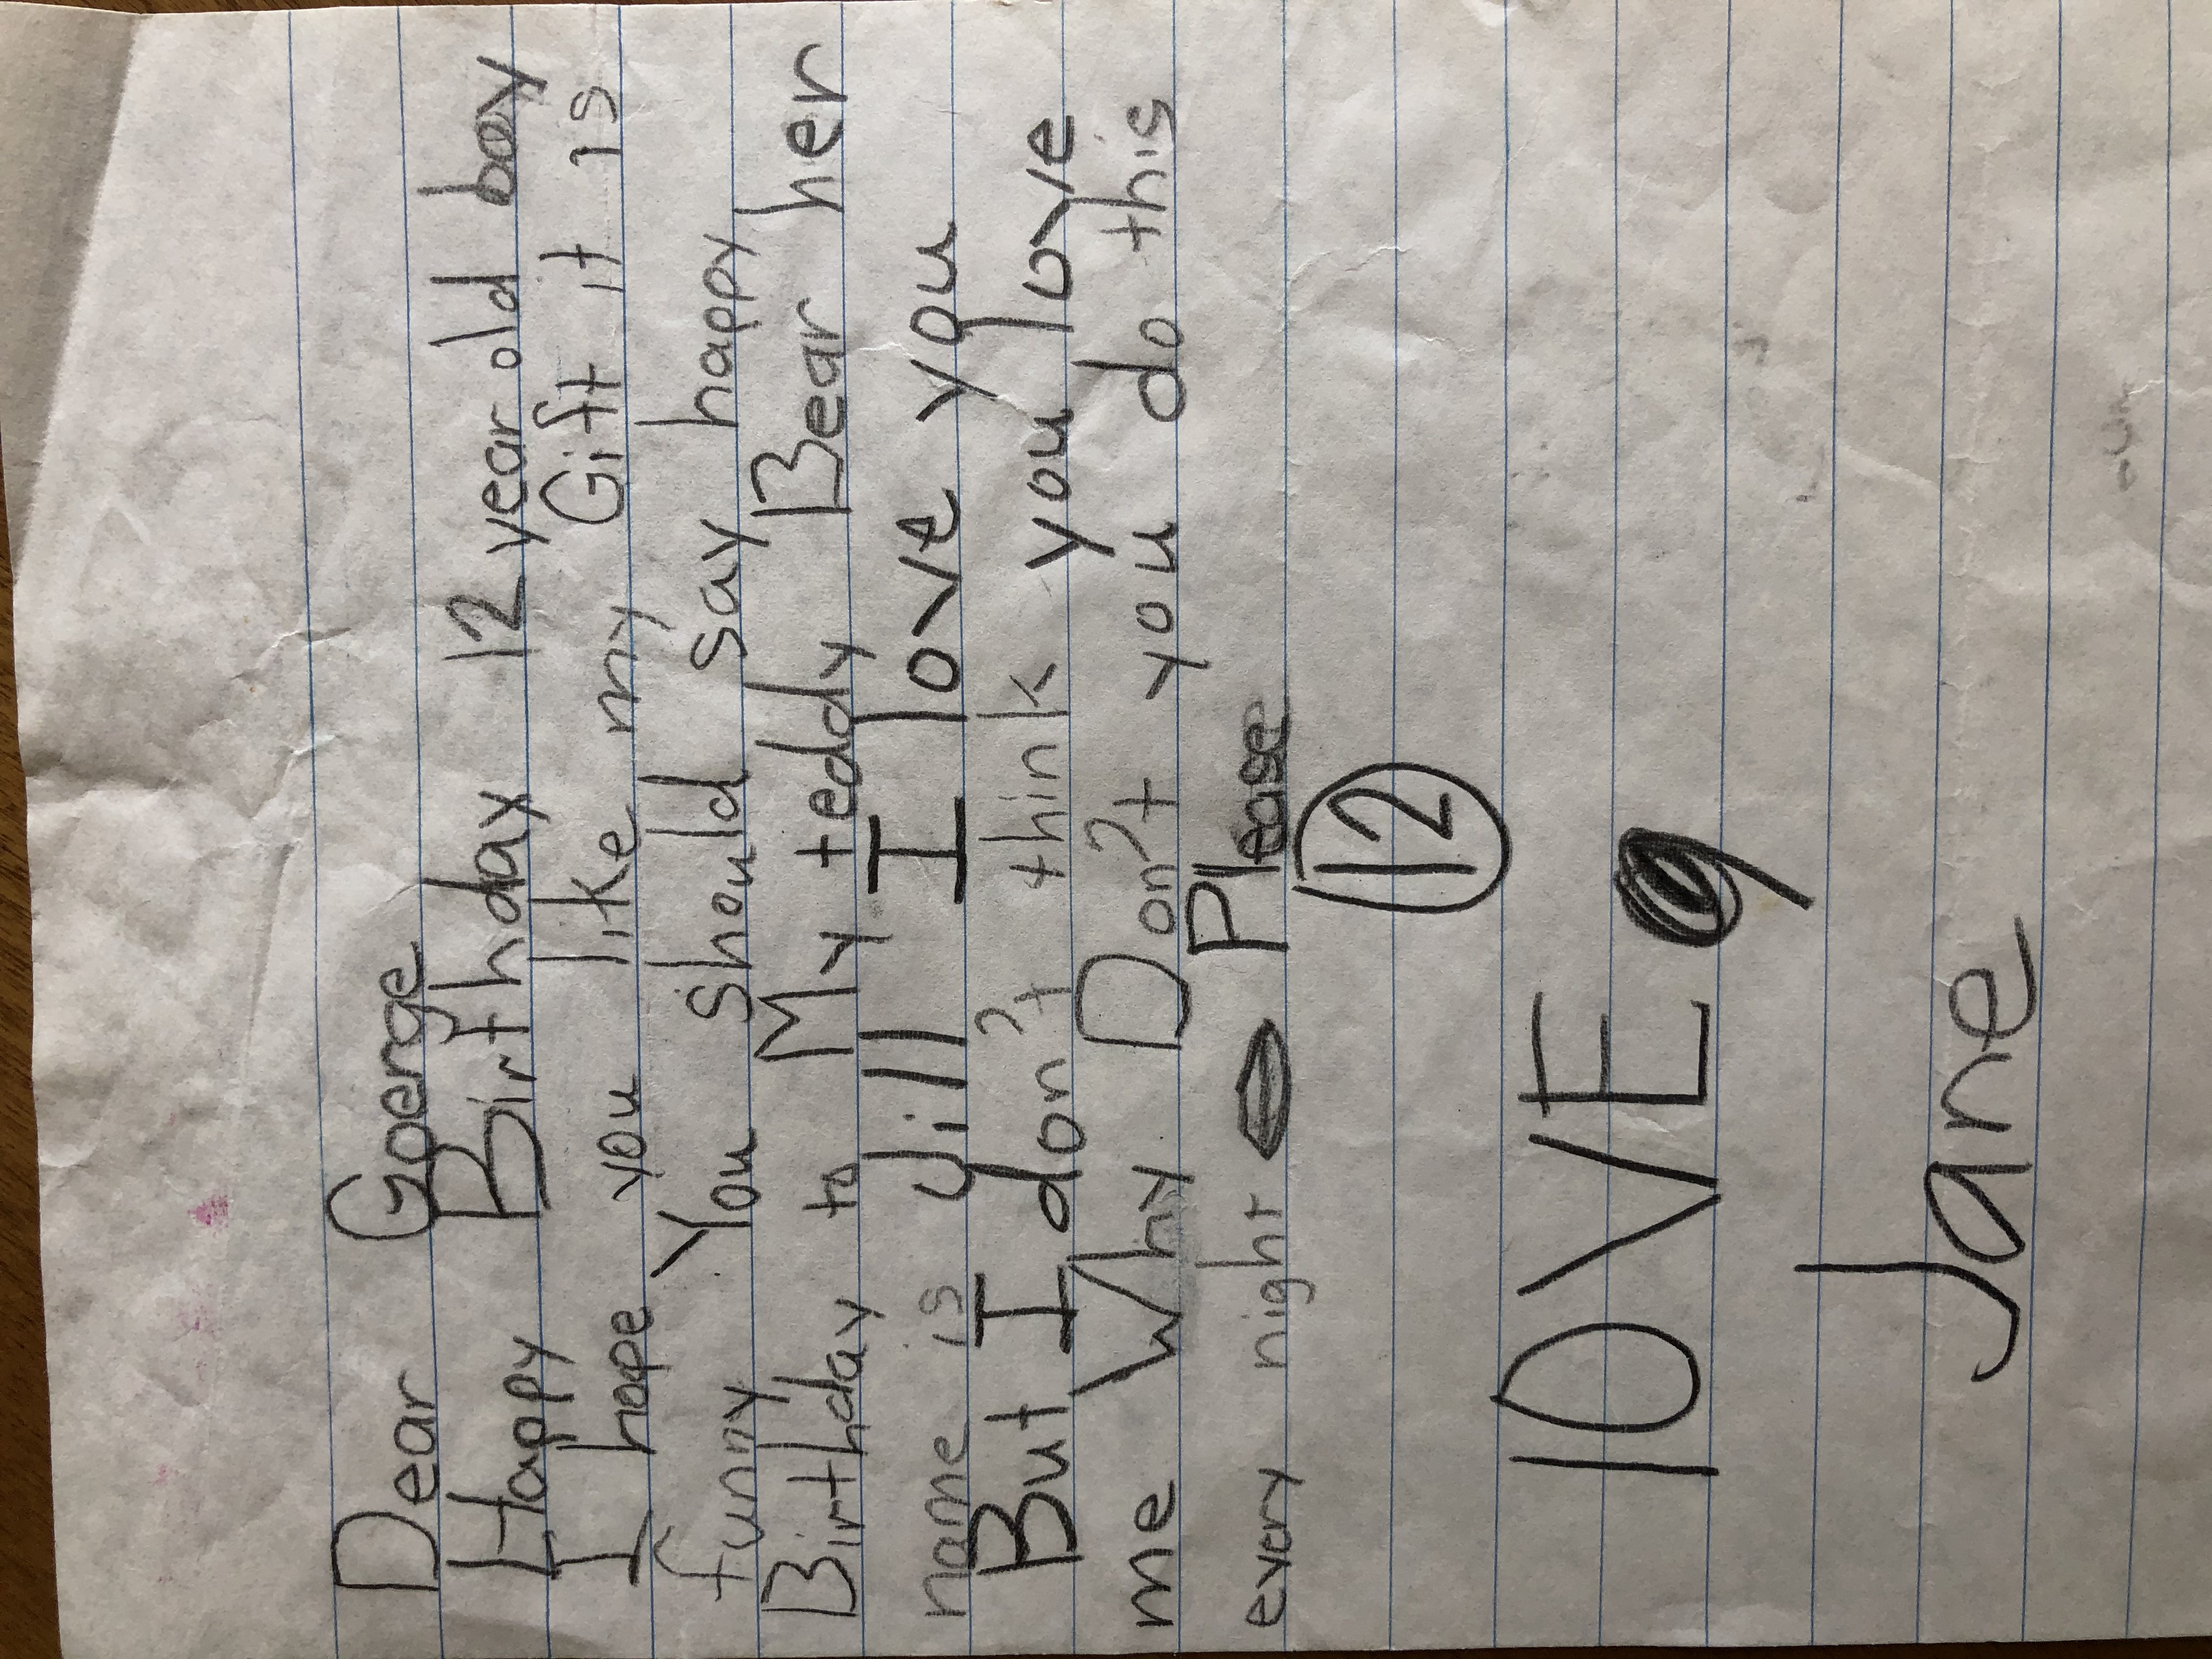 Dear Goerge
Happy Birthday 12 year old boy
I hope you like my Gift it is
funny You should say happy
Birthday to My teddy Bear her
name is Jill I love you
But I don't think you love
me Why Don't you do this
every night Please
12
lOVE,
Jane